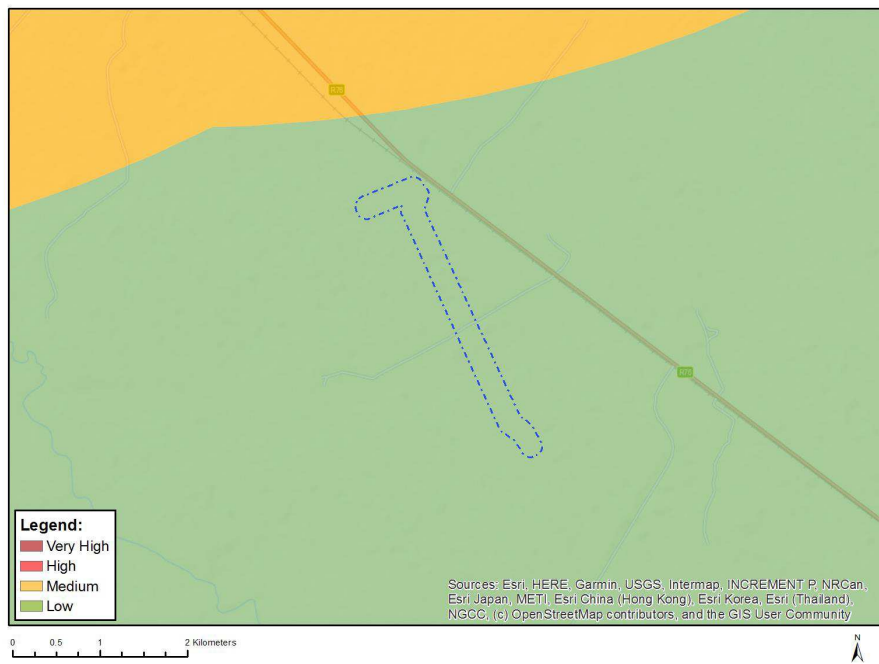 R76
Legend:
Very High
High
Medium
Low
Sources: Esri, HERE, Garmin, USGS, Intermap, INCREMENT P, NRCan,
Esri Japan, METI, Esri China (Hong Kong), Esri Korea, Esri (Thailand),
NGCC, (c) OpenStreetMap contributors, and the GIS User Community
0 0.5 1 2 Kilometers
N